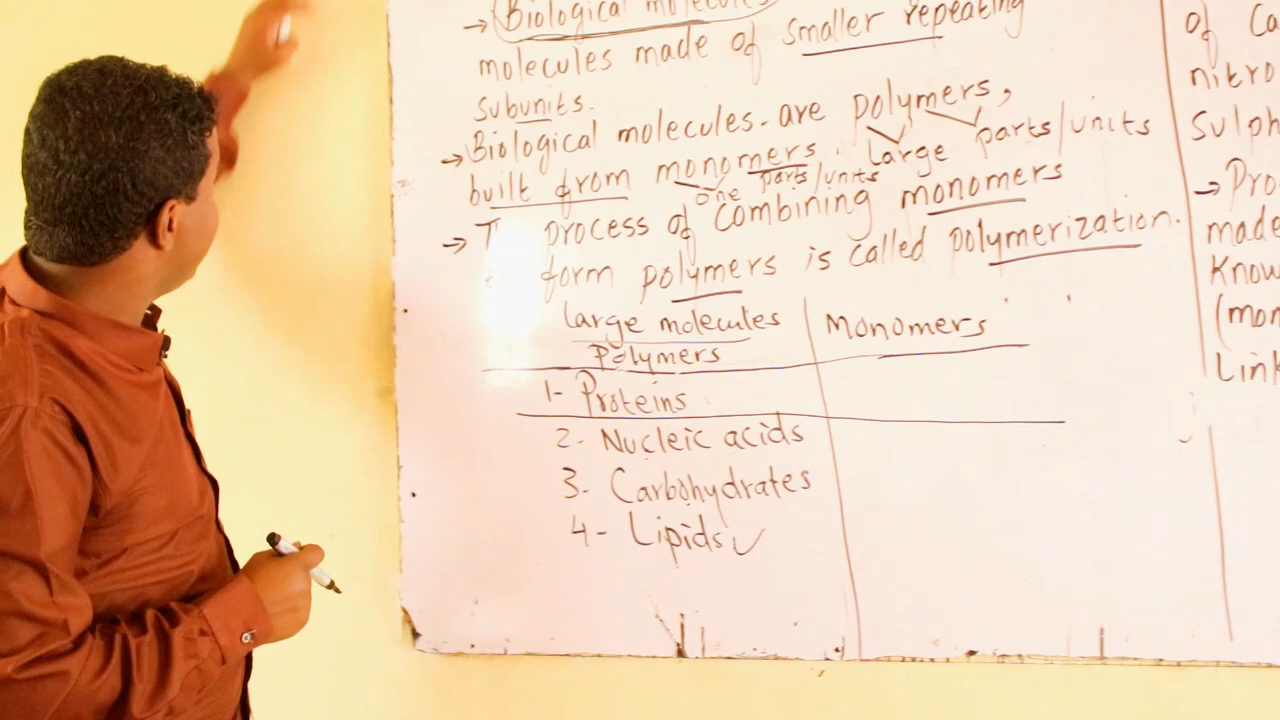 → Biological molecules
molecules made of smaller repeating
subunits.
→ Biological molecules. are polymers,
large parts/units
built from monomers.
one parts/units
→ process of combining monomers
form polymers is called polymerization.
large molecules
Polymers
Monomers
1- Proteins
2- Nucleic acids
3- Carbohydrates
4- Lipids ✓
of Ca
nitro
Sulph
→ Pro
made
Know
(mon
Link